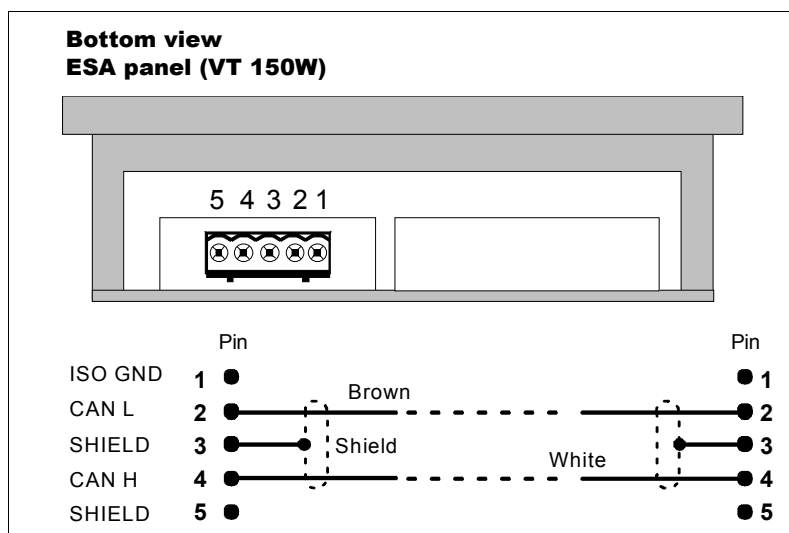 Bottom view
ESA panel (VT 150W)
5 4 3 2 1
Pin Pin
ISO GND 1 1
Brown
CAN L 2 2
SHIELD 3 Shield 3
White
CAN H 4 4
SHIELD 5 5